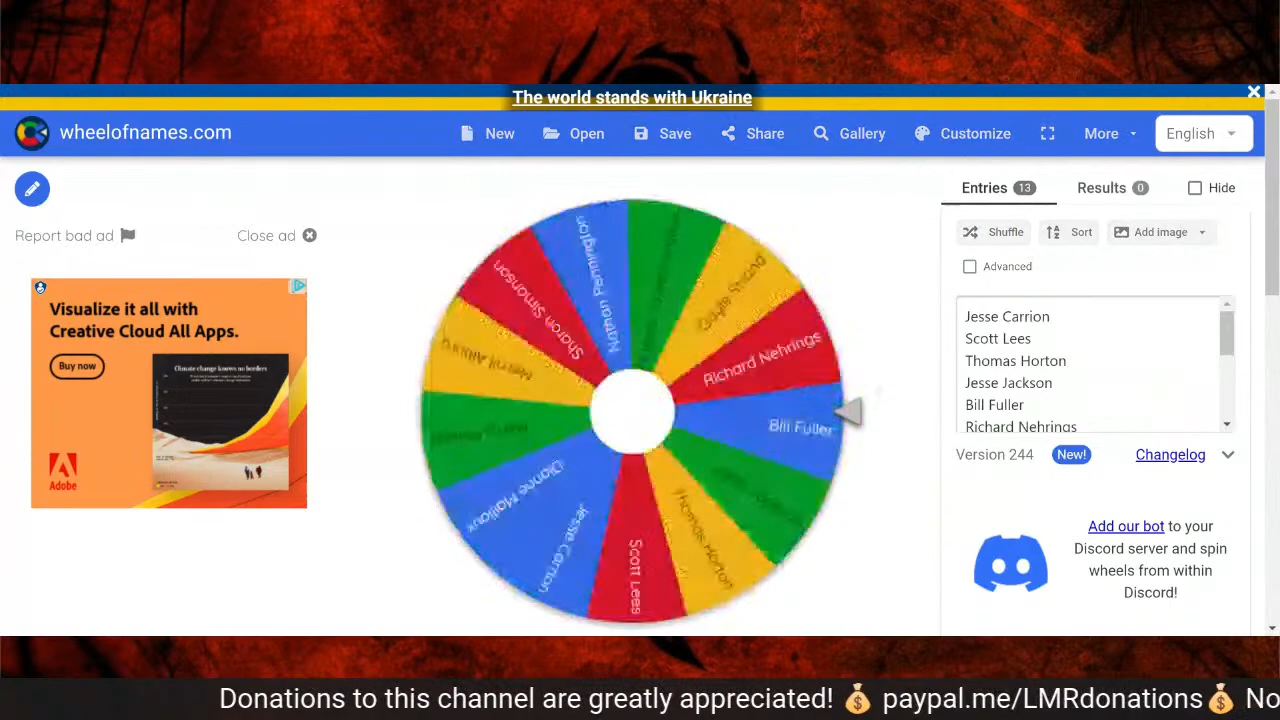 The world stands with Ukraine
wheelofnames.com
New
Open
Save
Share
Gallery
Customize
More
English
Entries 13
Results 0
Hide
Report bad ad
Close ad
Shuffle
Sort
Add image
Advanced
Visualize it all with
Creative Cloud All Apps.
Buy now
Climate change knows no borders
Adobe
Nathan Pennington
Sharon Simonson
Richard Nehrings
Bill Fuller
Thomas Horton
Scott Lees
Jesse Carrion
Jesse Carrion
Scott Lees
Thomas Horton
Jesse Jackson
Bill Fuller
Richard Nehrings
Version 244
New!
Changelog
Add our bot to your
Discord server and spin
wheels from within
Discord!
Donations to this channel are greatly appreciated! 💰 paypal.me/LMRdonations💰 No